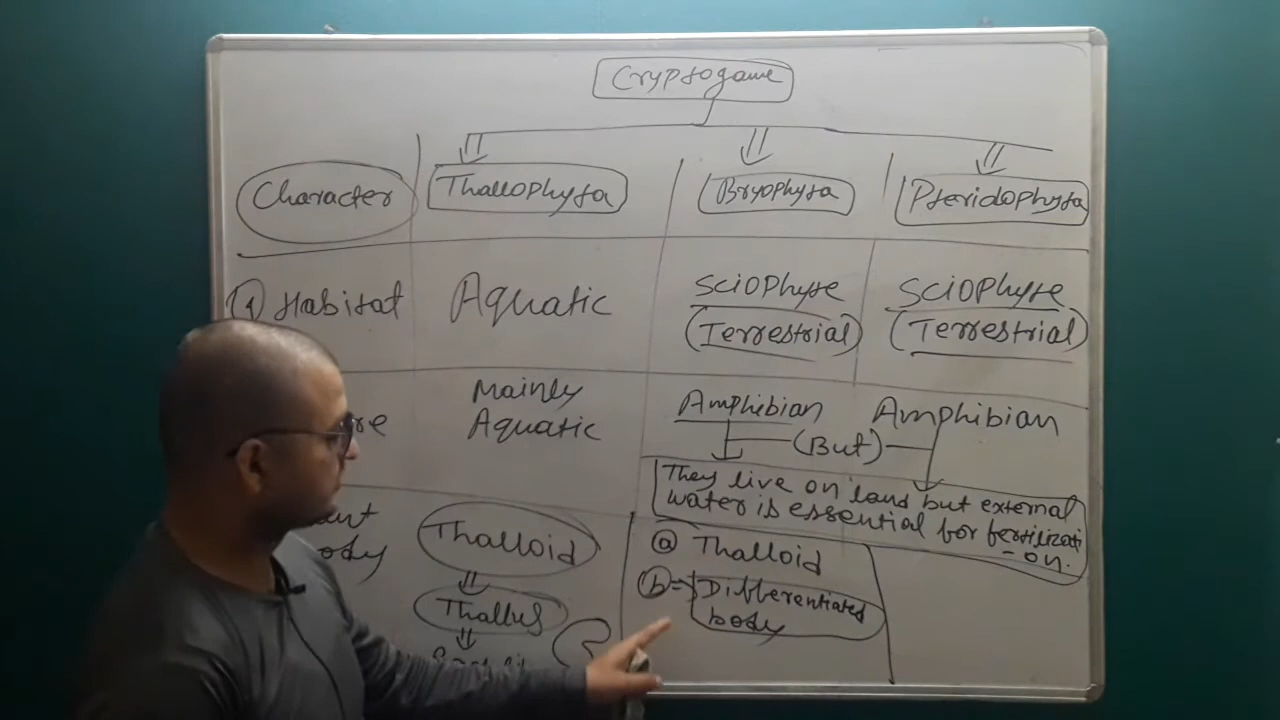 Cryptogame
Character
Thallophyta
Bryophyta
Pteridophyta
① Habitat
Aquatic
Sciophyte
(Terrestrial)
Sciophyte
(Terrestrial)
Mainly
Aquatic
Amphibian
Amphibian
(But)
They live on land but external
water is essential for fertilizati
-on.
Thalloid
Thallus
ⓐ Thalloid
ⓑ Differentiated
body